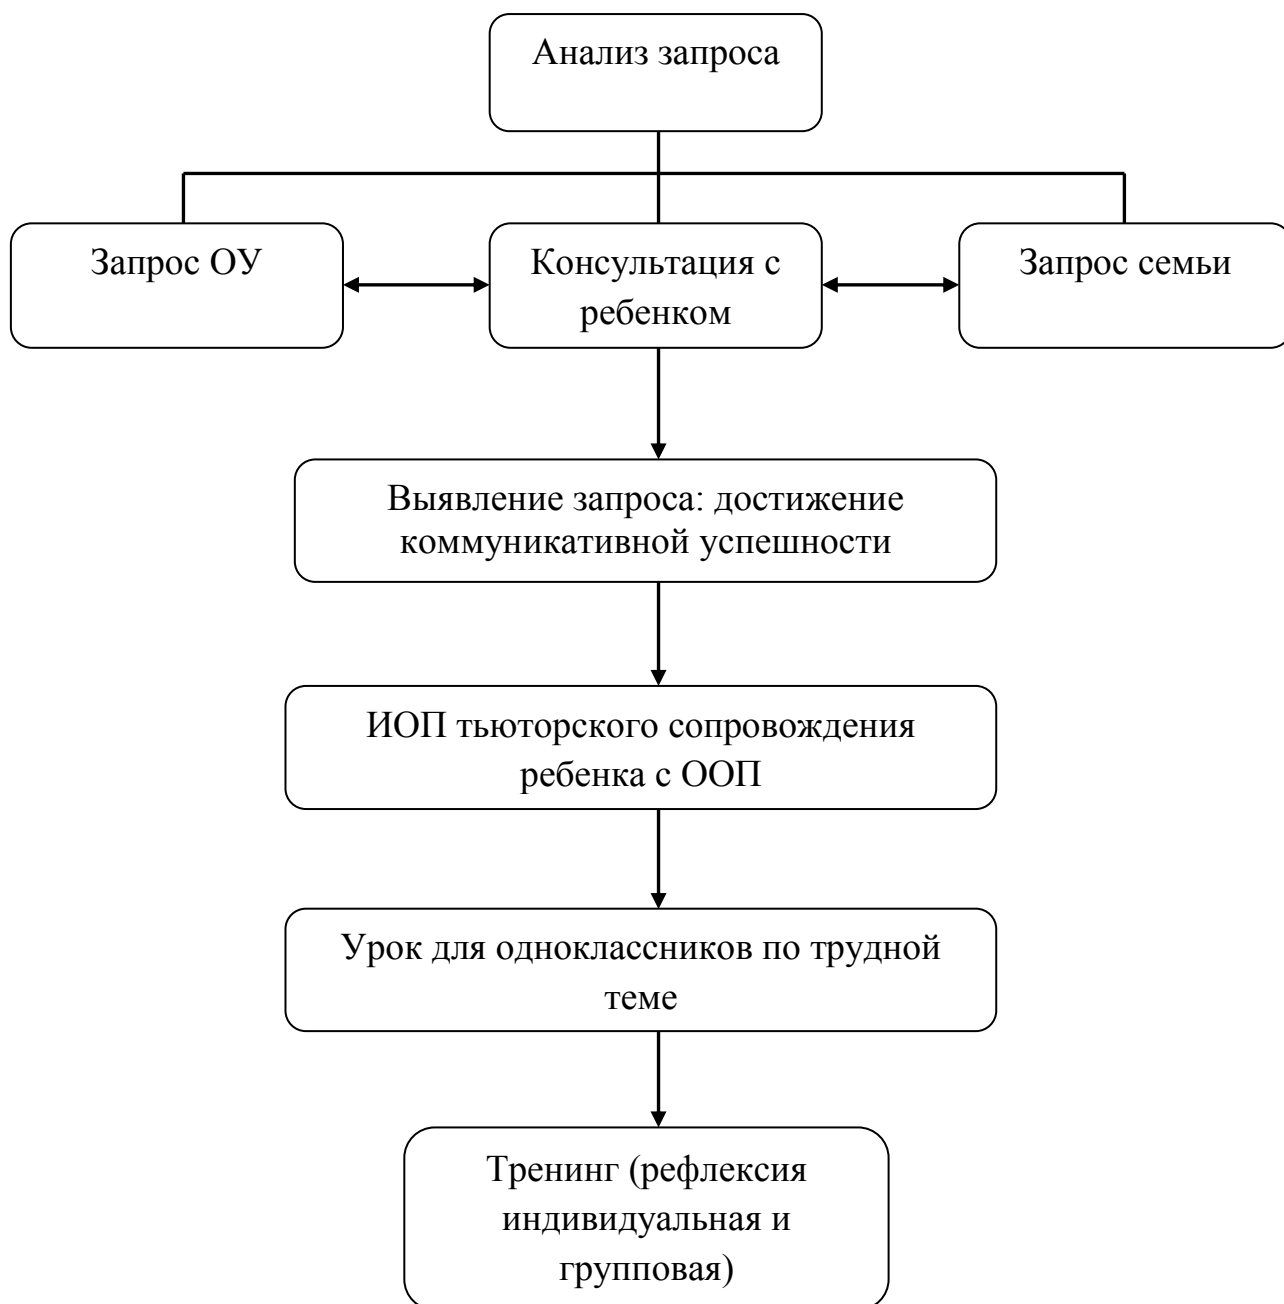 Анализ запроса
Запрос ОУ
Консультация с
ребенком
Запрос семьи
Выявление запроса: достижение
коммуникативной успешности
ИОП тьюторского сопровождения
ребенка с ООП
Урок для одноклассников по трудной
теме
Тренинг (рефлексия
индивидуальная и
групповая)